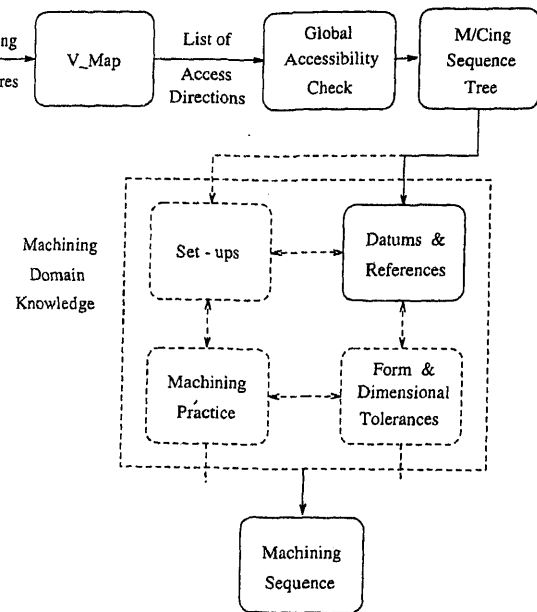 ng
res
V_Map
List of
Access
Directions
Global
Accessibility
Check
M/Cing
Sequence
Tree
Machining
Domain
Knowledge
Set - ups
Datums &
References
Machining
Practice
Form &
Dimensional
Tolerances
Machining
Sequence